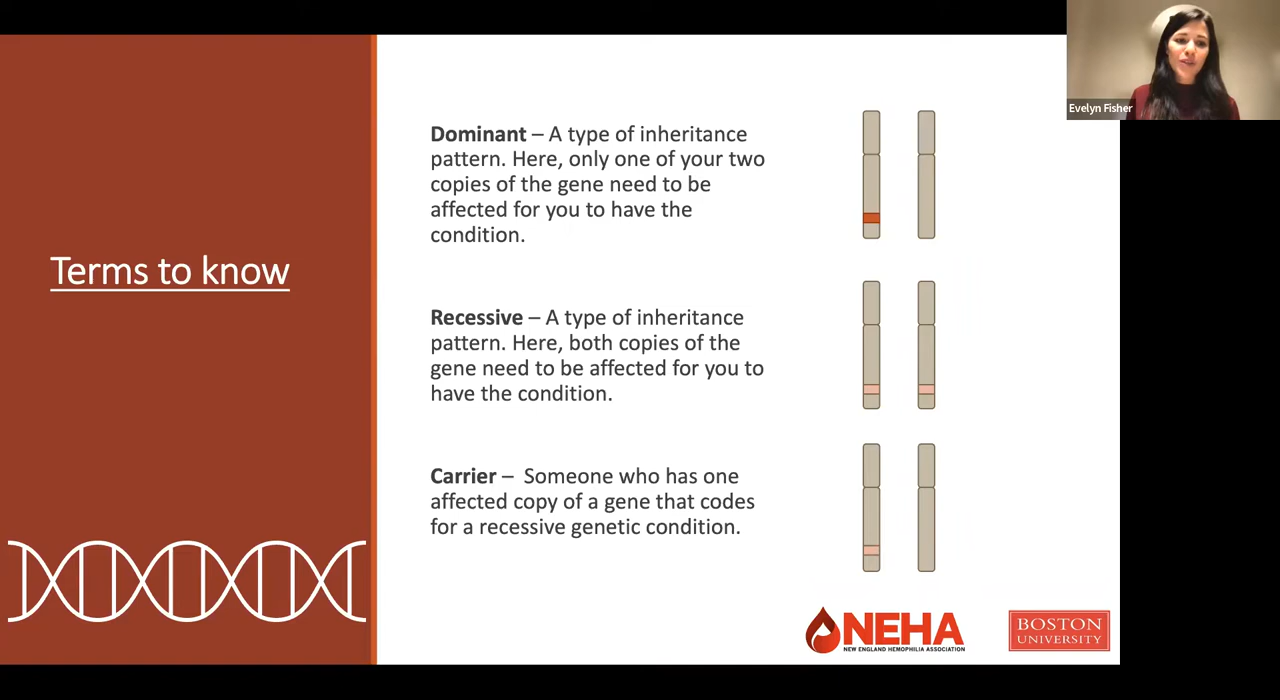 Evelyn Fisher
Terms to know
Dominant – A type of inheritance
pattern. Here, only one of your two
copies of the gene need to be
affected for you to have the
condition.
Recessive – A type of inheritance
pattern. Here, both copies of the
gene need to be affected for you to
have the condition.
Carrier – Someone who has one
affected copy of a gene that codes
for a recessive genetic condition.
NEHA
NEW ENGLAND HEMOPHILIA ASSOCIATION
BOSTON
UNIVERSITY